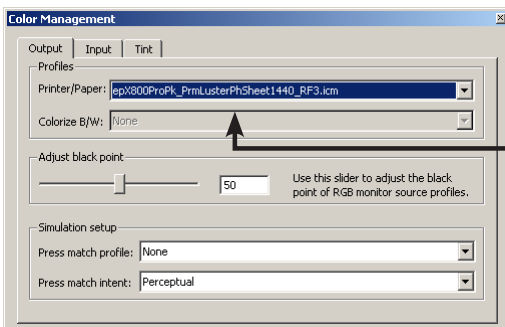 Color Management
Output Input Tint
Profiles
Printer/Paper: epX800ProPk_PrmLusterPhSheet1440_RF3.icm
Colorize B/W: None
Adjust black point
50 Use this slider to adjust the black
point of RGB monitor source profiles.
Simulation setup
Press match profile: None
Press match intent: Perceptual